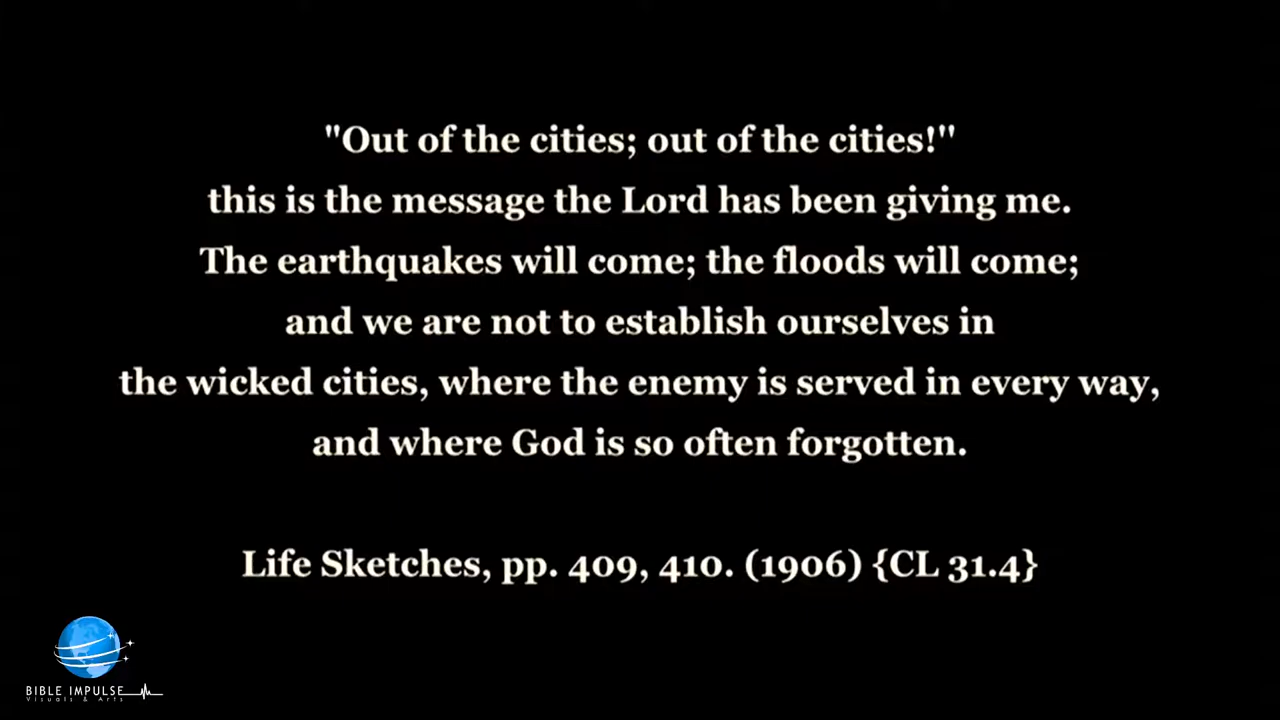 "Out of the cities; out of the cities!"
this is the message the Lord has been giving me.
The earthquakes will come; the floods will come;
and we are not to establish ourselves in
the wicked cities, where the enemy is served in every way,
and where God is so often forgotten.
Life Sketches, pp. 409, 410. (1906) {CL 31.4}
BIBLE IMPULSE
Visuals & Arts